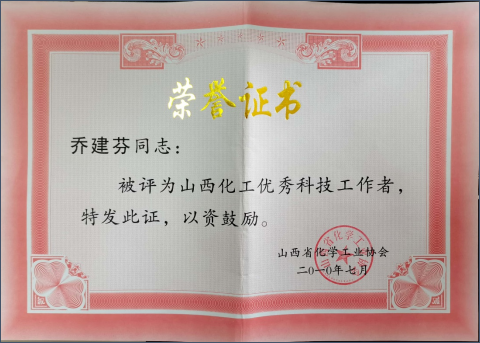 荣誉证书
乔建芬同志：
被评为山西化工优秀科技工作者，
特发此证，以资鼓励。
山西省化学工业协会
二〇一〇年七月